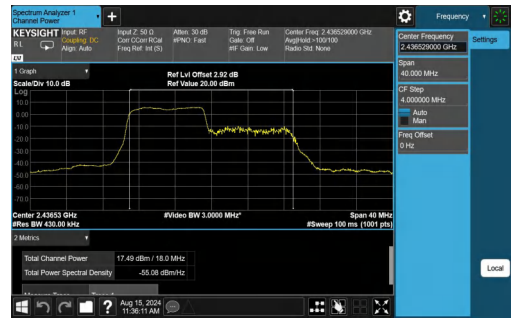 Spectrum Analyzer 1
Channel Power
Frequency
KEYSIGHT
RL
LV
Input: RF
Coupling: DC
Align: Auto
Input Z: 50 Ω
Corr CCorr RCal
Freq Ref: Int (S)
Atten: 30 dB
#PNO: Fast
Trig: Free Run
Gate: Off
#IF Gain: Low
Center Freq: 2.436529000 GHz
Avg|Hold:>100/100
Radio Std: None
Center Frequency
2.436529000 GHz
Settings
Span
40.000 MHz
CF Step
4.000000 MHz
Auto
Man
Freq Offset
0 Hz
Local
1 Graph
Scale/Div 10.0 dB
Ref Lvl Offset 2.92 dB
Ref Value 20.00 dBm
Log
10.0
0.00
-10.0
-20.0
-30.0
-40.0
-50.0
-60.0
-70.0
Center 2.43653 GHz
#Video BW 3.0000 MHz*
Span 40 MHz
#Res BW 430.00 kHz
#Sweep 100 ms (1001 pts)
2 Metrics
Total Channel Power
17.49 dBm / 18.0 MHz
Total Power Spectral Density
-55.08 dBm/Hz
?
Aug 15, 2024
11:36:11 AM